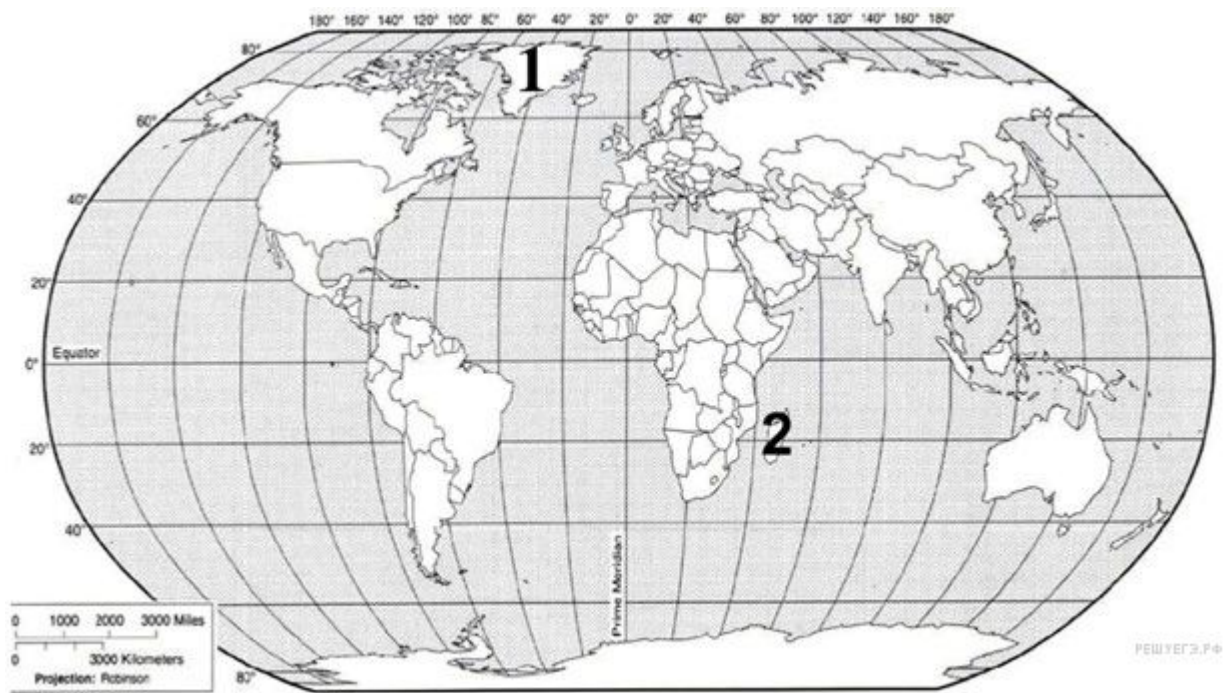 180° 160° 140° 120° 100° 80° 60° 40° 20° 0° 20° 40° 60° 80° 100° 120° 140° 160° 180°
80°
1
60°
40°
20°
Equator
0°
2
20°
40°
Prime Meridian
0 1000 2000 3000 Miles
0 3000 Kilometers
Projection: Robinson
80°
РЕШУЕГЭ.РФ